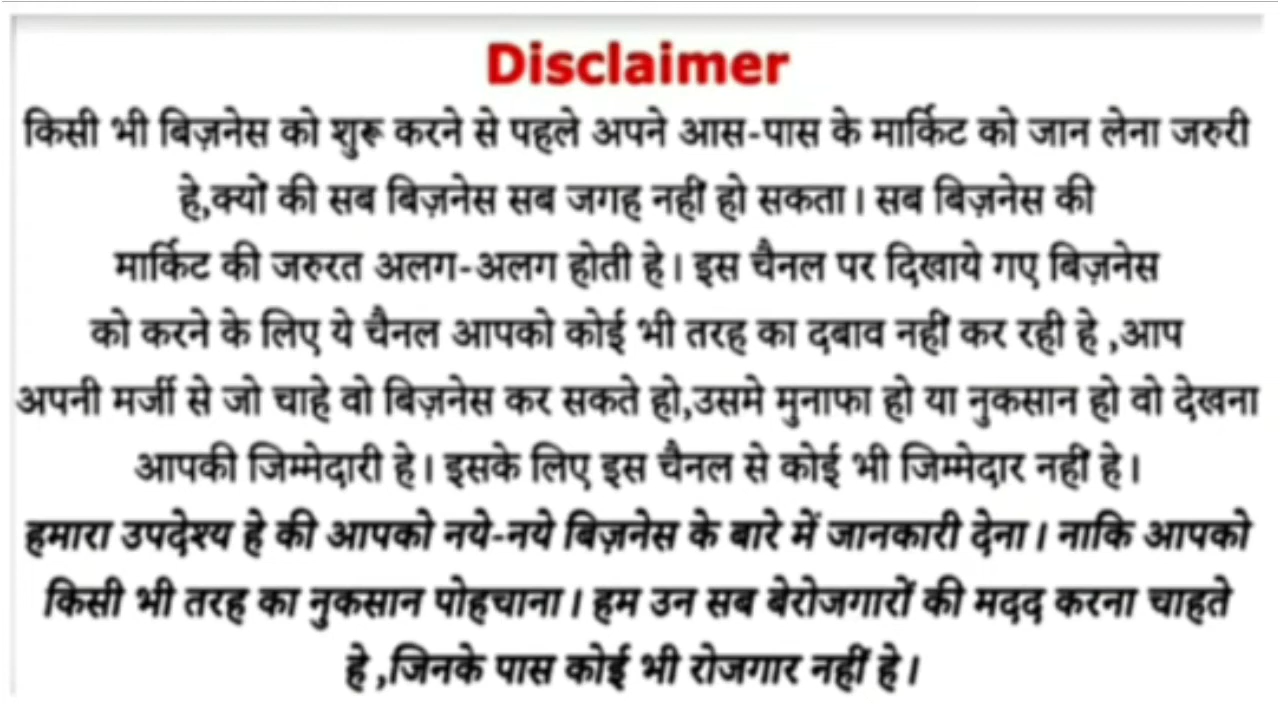 Disclaimer
किसी भी बिज़नेस को शुरू करने से पहले अपने आस-पास के मार्किट को जान लेना जरुरी
हे,क्यों की सब बिज़नेस सब जगह नहीं हो सकता। सब बिज़नेस की
मार्किट की जरुरत अलग-अलग होती हे। इस चैनल पर दिखाये गए बिज़नेस
को करने के लिए ये चैनल आपको कोई भी तरह का दबाव नहीं कर रही हे ,आप
अपनी मर्जी से जो चाहे वो बिज़नेस कर सकते हो,उसमे मुनाफा हो या नुकसान हो वो देखना
आपकी जिम्मेदारी हे। इसके लिए इस चैनल से कोई भी जिम्मेदार नहीं हे।
हमारा उपदेश्य हे की आपको नये-नये बिज़नेस के बारे में जानकारी देना। नाकि आपको
किसी भी तरह का नुकसान पोहचाना। हम उन सब बेरोजगारों की मदद करना चाहते
हे ,जिनके पास कोई भी रोजगार नहीं हे।